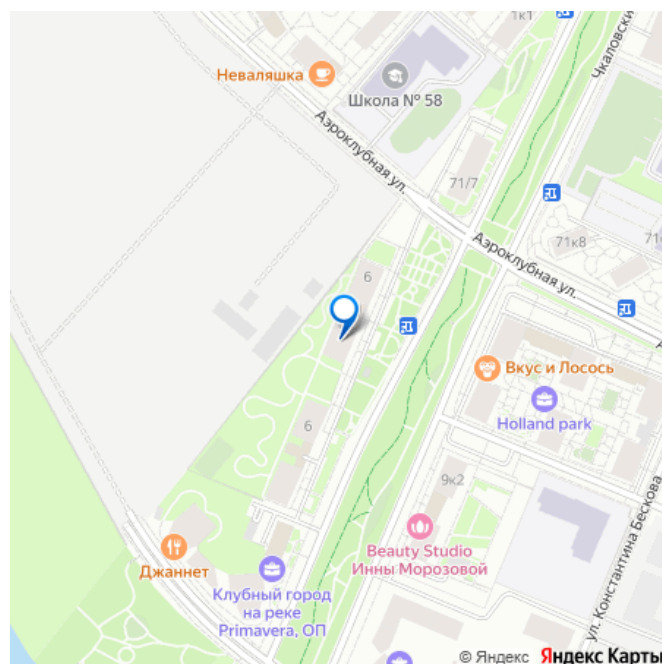 1к1
Чкаловски
Неваляшка
Школа № 58
Аэроклубная ул.
71/7
Аэроклубная ул.
71к8
6
Вкус и Лосось
Holland park
6
9к2
Beauty Studio
Инны Морозовой
ул. Константина Бескова
Джаннет
Клубный город
на реке
Primavera, ОП
© Яндекс Яндекс Карты